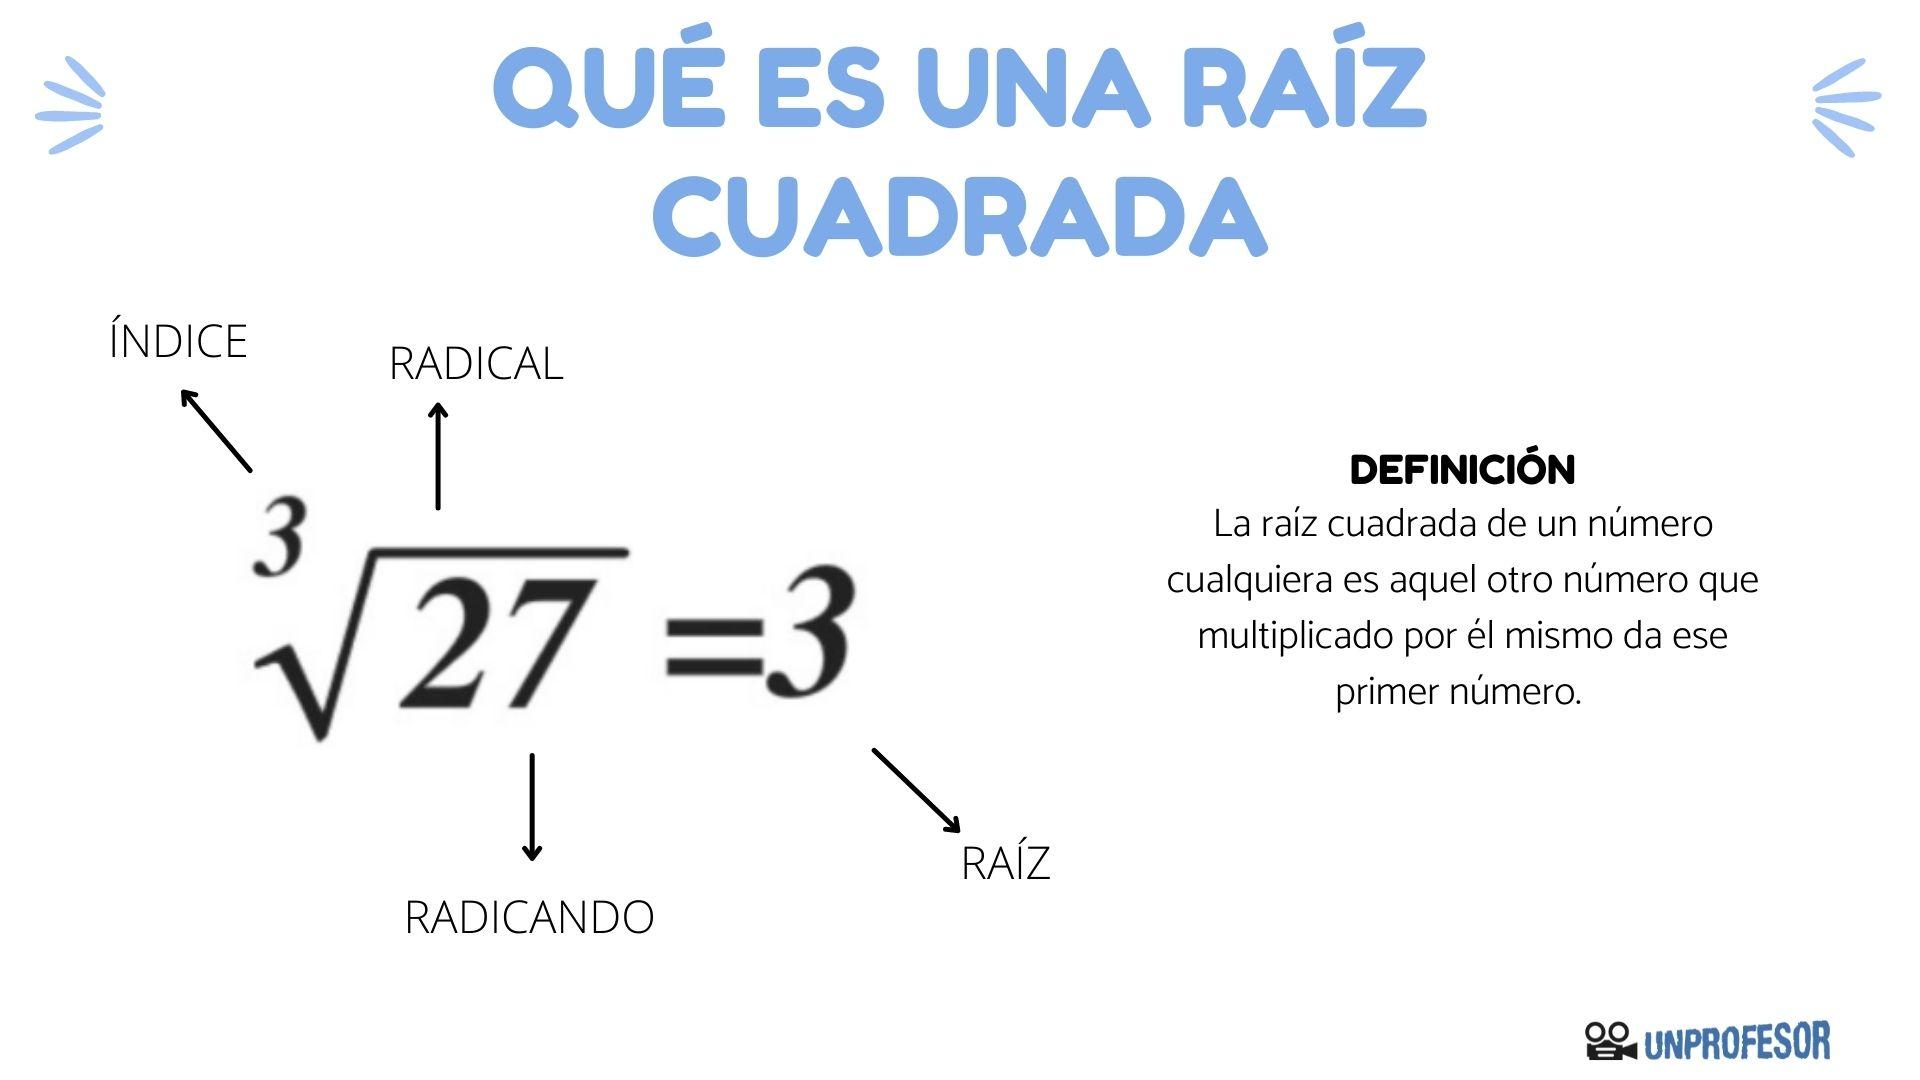 QUÉ ES UNA RAÍZ
CUADRADA
ÍNDICE
RADICAL
3
√27 =3
RADICANDO
RAÍZ
DEFINICIÓN
La raíz cuadrada de un número
cualquiera es aquel otro número que
multiplicado por él mismo da ese
primer número.
UNPROFESOR